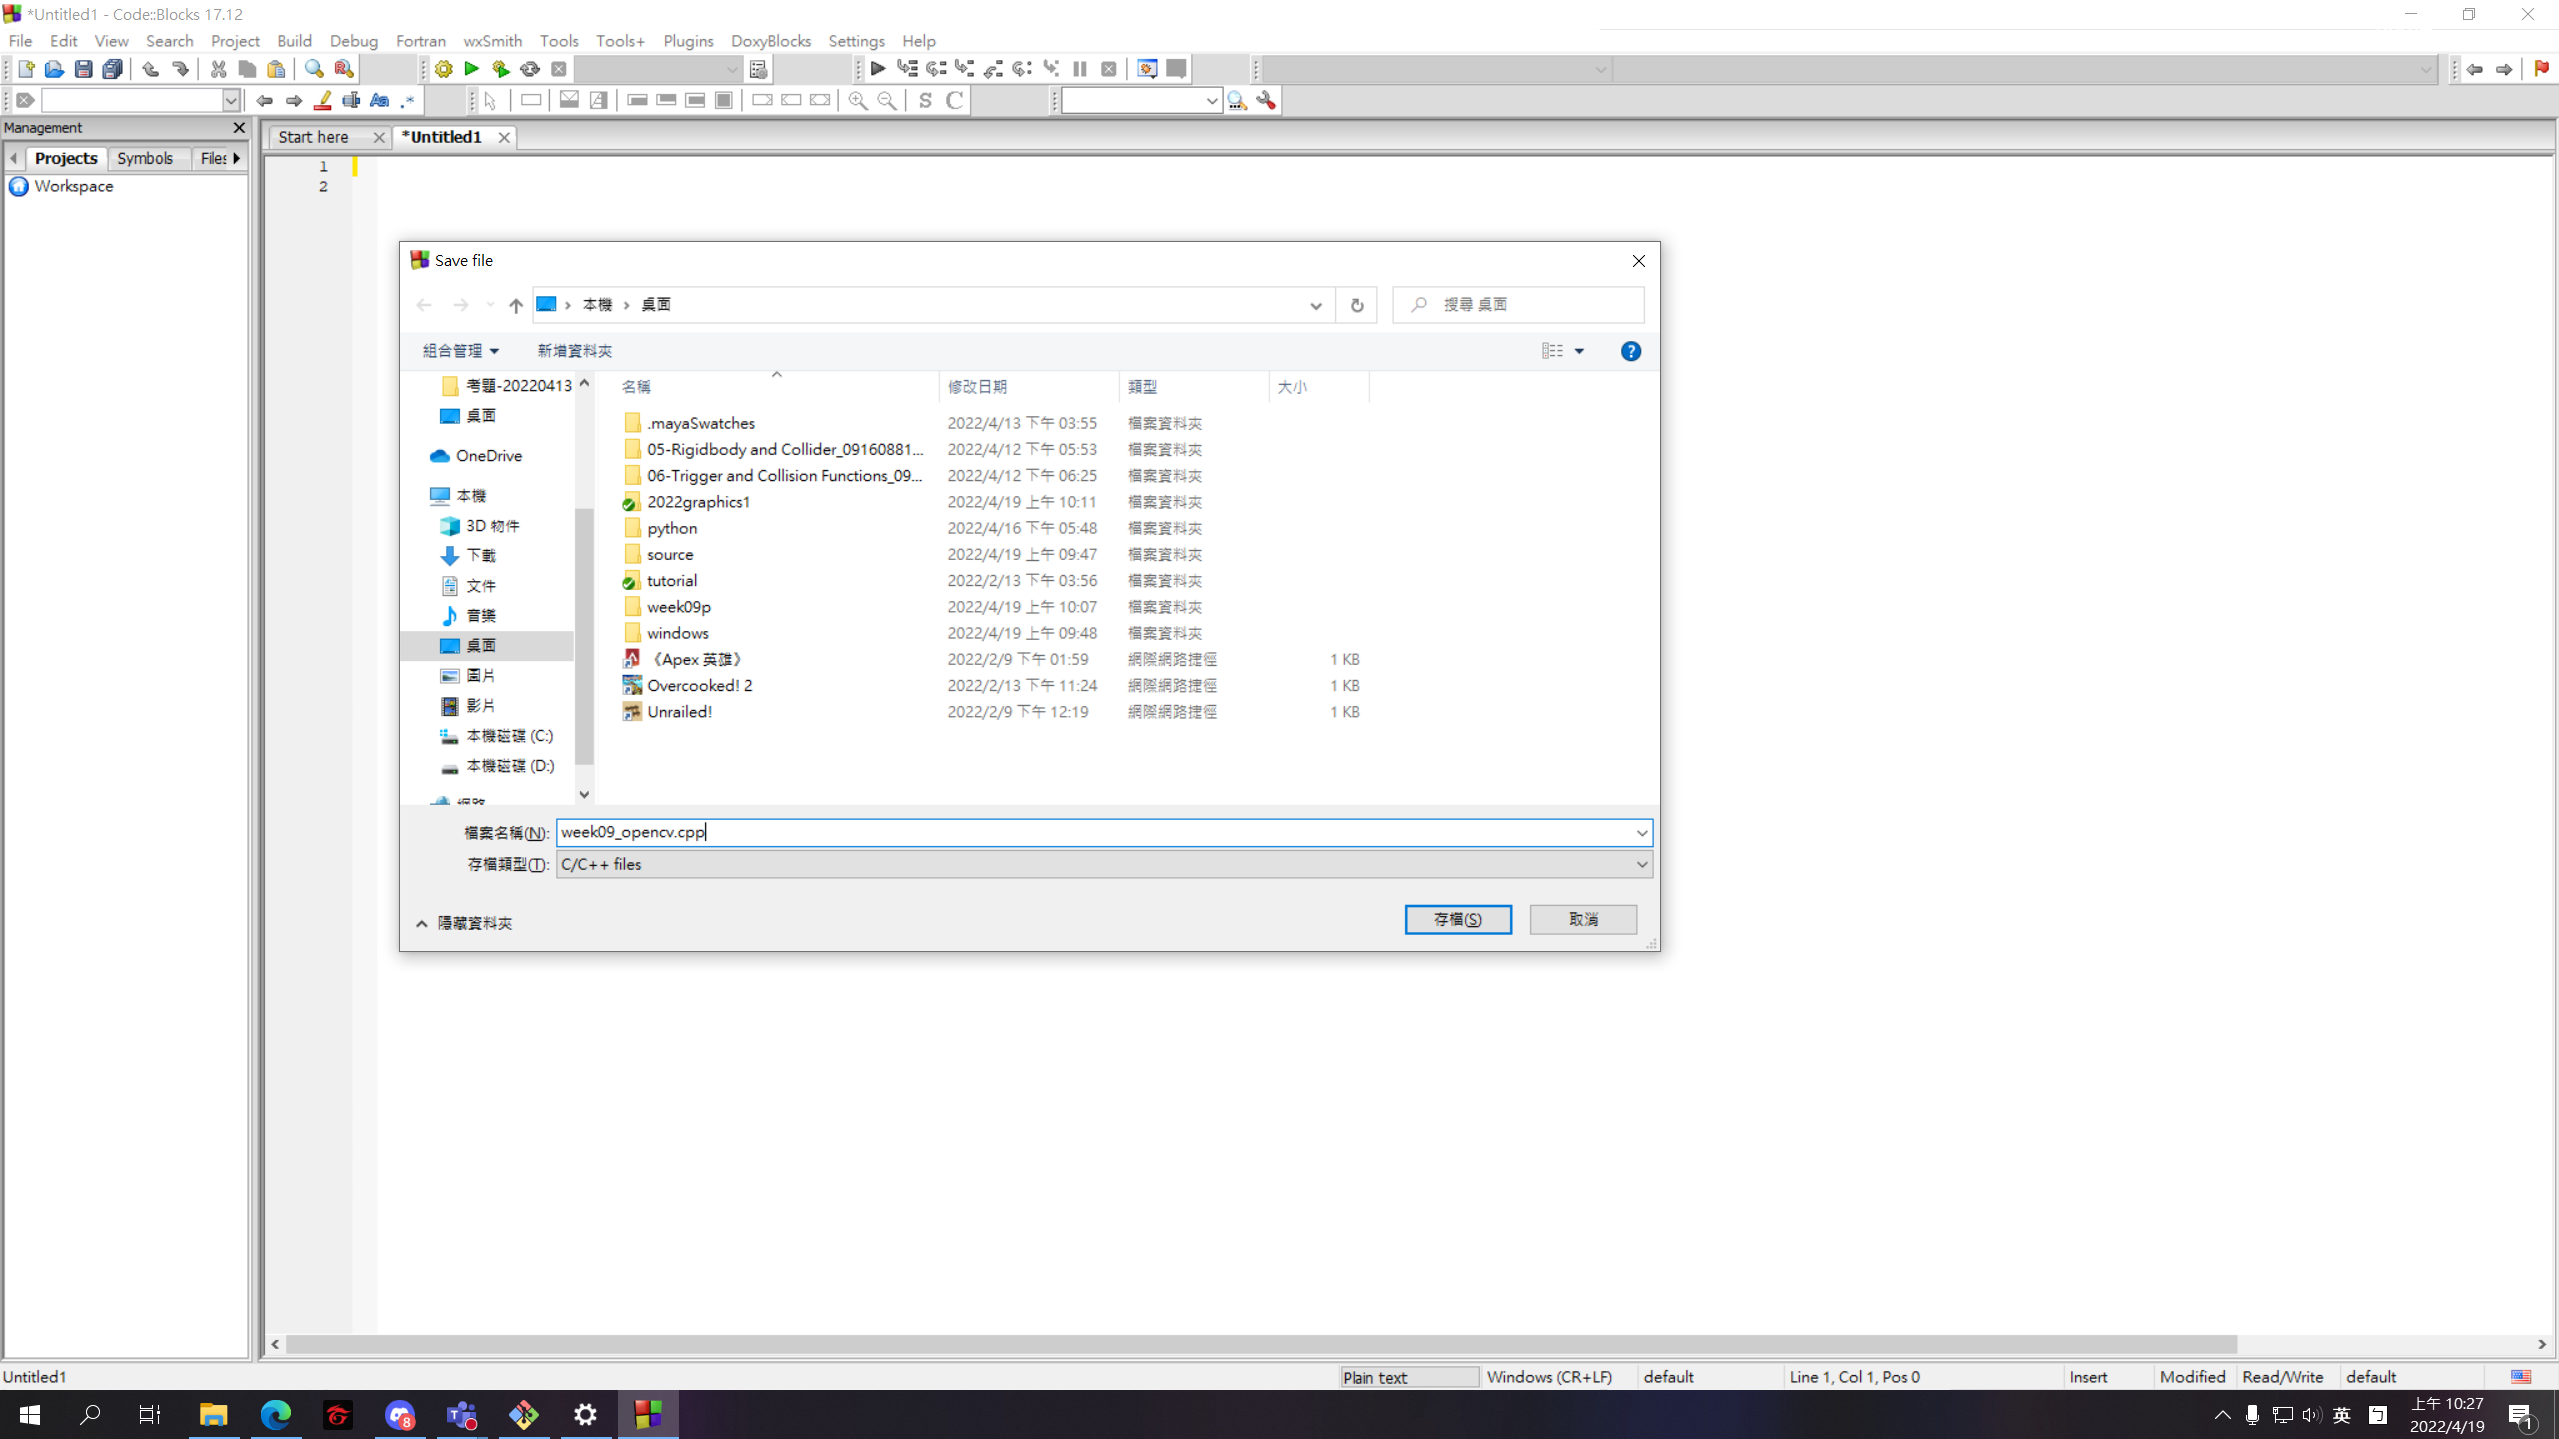 *Untitled1 - Code::Blocks 17.12
File Edit View Search Project Build Debug Fortran wxSmith Tools Tools+ Plugins DoxyBlocks Settings Help
Management
Start here
*Untitled1
Projects Symbols Files
Workspace
1
2
Save file
本機 › 桌面
搜尋 桌面
組合管理
新增資料夾
考題-20220413
桌面
OneDrive
本機
3D 物件
下載
文件
音樂
桌面
圖片
影片
本機磁碟 (C:)
本機磁碟 (D:)
網路
名稱 修改日期 類型 大小
.mayaSwatches 2022/4/13 下午 03:55 檔案資料夾
05-Rigidbody and Collider_09160881... 2022/4/12 下午 05:53 檔案資料夾
06-Trigger and Collision Functions_09... 2022/4/12 下午 06:25 檔案資料夾
2022graphics1 2022/4/19 上午 10:11 檔案資料夾
python 2022/4/16 下午 05:48 檔案資料夾
source 2022/4/19 上午 09:47 檔案資料夾
tutorial 2022/2/13 下午 03:56 檔案資料夾
week09p 2022/4/19 上午 10:07 檔案資料夾
windows 2022/4/19 上午 09:48 檔案資料夾
《Apex 英雄》 2022/2/9 下午 01:59 網際網路捷徑 1 KB
Overcooked! 2 2022/2/13 下午 11:24 網際網路捷徑 1 KB
Unrailed! 2022/2/9 下午 12:19 網際網路捷徑 1 KB
檔案名稱(N): week09_opencv.cpp
存檔類型(T): C/C++ files
隱藏資料夾
存檔(S)
取消
Untitled1 Plain text Windows (CR+LF) default Line 1, Col 1, Pos 0 Insert Modified Read/Write default
8
英
ㄅ
上午 10:27
2022/4/19
1